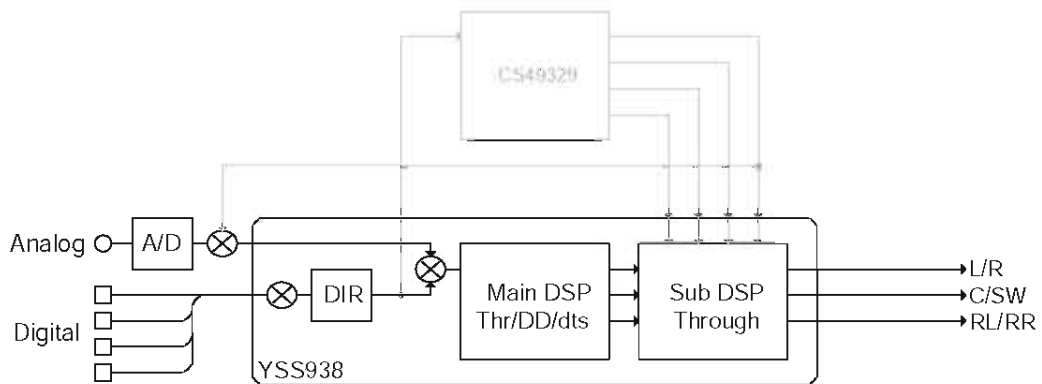 CS49329
Analog
A/D
L/R
DIR
Main DSP
Thr/DD/dts
Sub DSP
Through
C/SW
RL/RR
Digital
YSS938